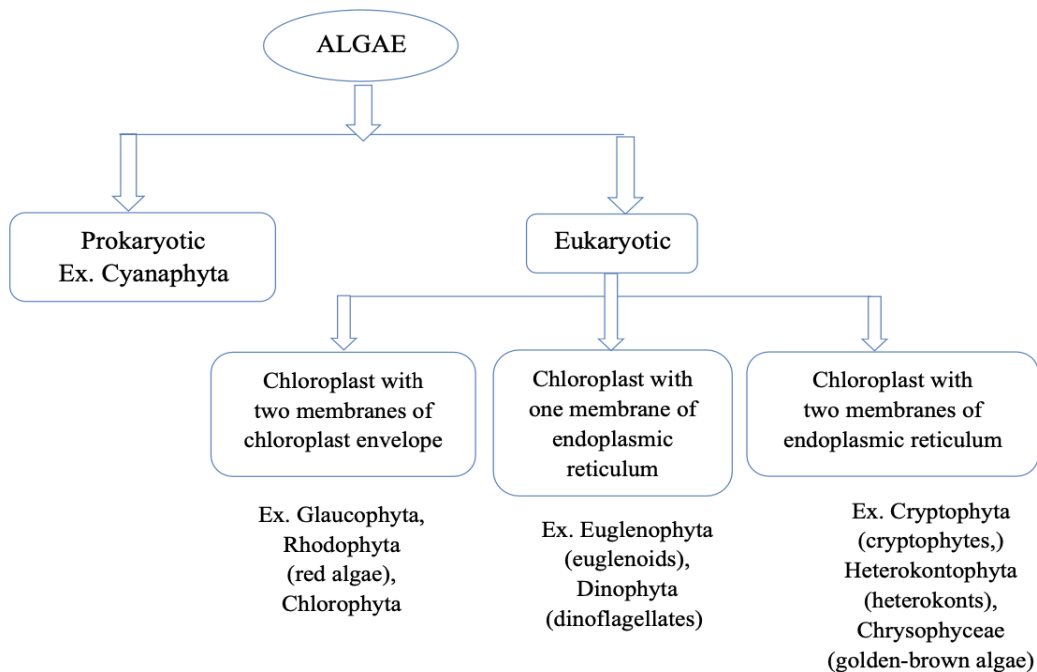 ALGAE
Prokaryotic
Ex. Cyanaphyta
Eukaryotic
Chloroplast with
two membranes of
chloroplast envelope
Chloroplast with
one membrane of
endoplasmic
reticulum
Chloroplast with
two membranes of
endoplasmic reticulum
Ex. Glaucophyta,
Rhodophyta
(red algae),
Chlorophyta
Ex. Euglenophyta
(euglenoids),
Dinophyta
(dinoflagellates)
Ex. Cryptophyta
(cryptophytes,)
Heterokontophyta
(heterokonts),
Chrysophyceae
(golden-brown algae)